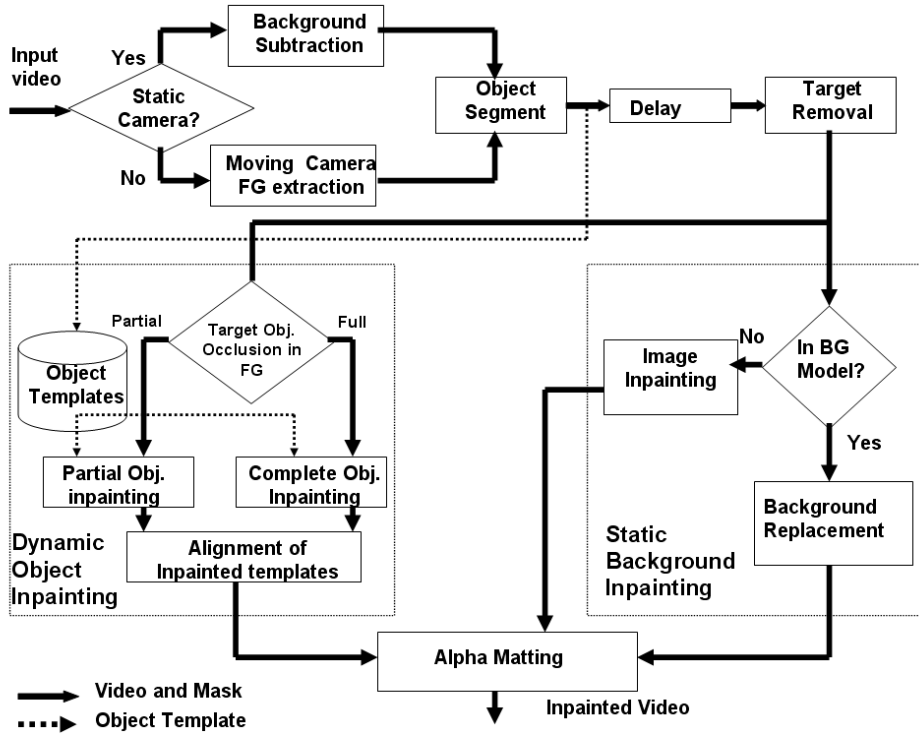 Input
video
Yes
Static
Camera?
No
Background
Subtraction
Moving Camera
FG extraction
Object
Segment
Delay
Target
Removal
Partial
Target Obj.
Occlusion in
FG
Full
Object
Templates
Partial Obj.
inpainting
Complete Obj.
Inpainting
Alignment of
Inpainted templates
Dynamic
Object
Inpainting
Image
Inpainting
No
In BG
Model?
Yes
Background
Replacement
Static
Background
Inpainting
Alpha Matting
Inpainted Video
Video and Mask
Object Template